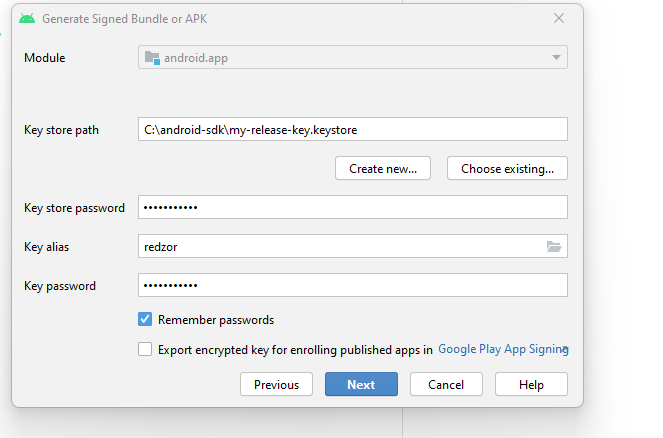 Generate Signed Bundle or APK
Module
android.app
Key store path
C:\android-sdk\my-release-key.keystore
Create new... Choose existing...
Key store password
•••••••••••
Key alias
redzor
Key password
•••••••••••
Remember passwords
Export encrypted key for enrolling published apps in Google Play App Signing
Previous Next Cancel Help